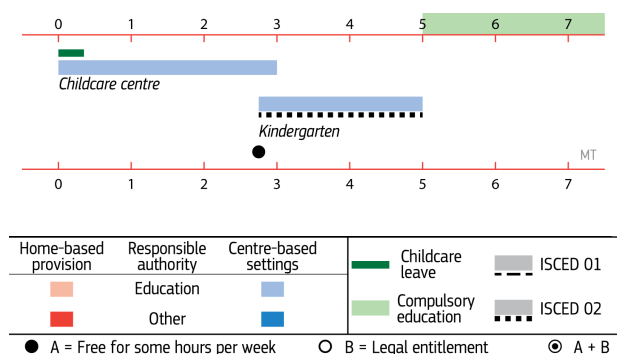 0 1 2 3 4 5 6 7
Childcare centre
Kindergarten
MT
0 1 2 3 4 5 6 7
Home-based provision
Responsible authority
Centre-based settings
Education
Other
Childcare leave
Compulsory education
ISCED 01
ISCED 02
A = Free for some hours per week
B = Legal entitlement
A + B